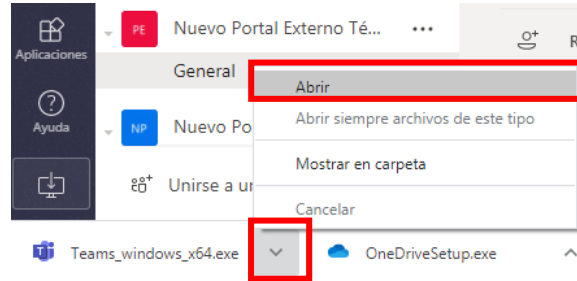 Aplicaciones
PE Nuevo Portal Externo Té... ...
R
General
Abrir
Ayuda
NP Nuevo Po
Abrir siempre archivos de este tipo
Mostrar en carpeta
Unirse a un
Cancelar
Teams_windows_x64.exe
OneDriveSetup.exe